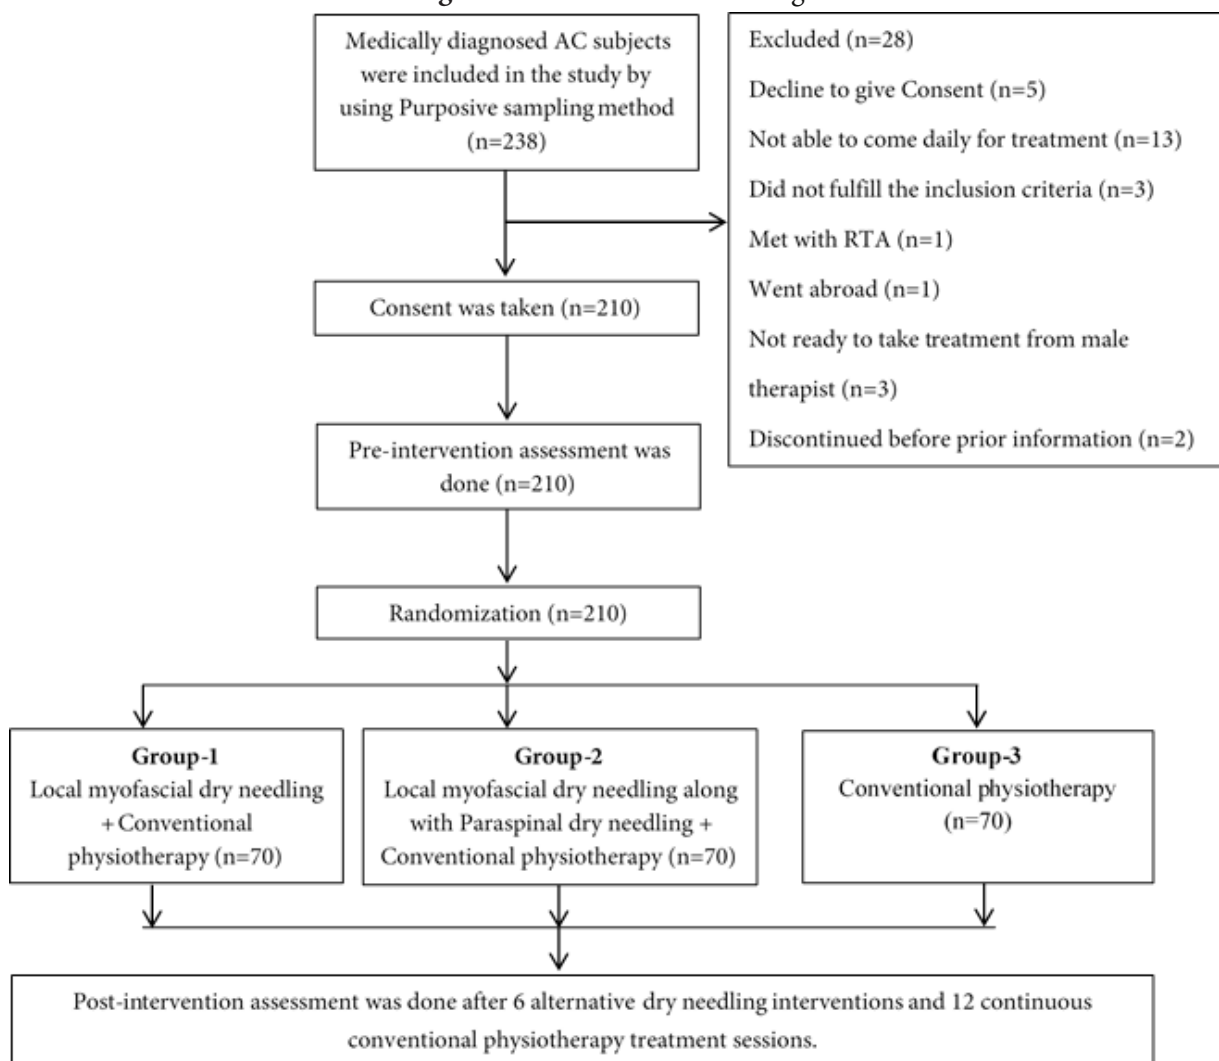 Medically diagnosed AC subjects
were included in the study by
using Purposive sampling method
(n=238)
Excluded (n=28)
Decline to give Consent (n=5)
Not able to come daily for treatment (n=13)
Did not fulfill the inclusion criteria (n=3)
Met with RTA (n=1)
Went abroad (n=1)
Not ready to take treatment from male
therapist (n=3)
Discontinued before prior information (n=2)
Consent was taken (n=210)
Pre-intervention assessment was
done (n=210)
Randomization (n=210)
Group-1
Local myofascial dry needling
+ Conventional
physiotherapy (n=70)
Group-2
Local myofascial dry needling along
with Paraspinal dry needling +
Conventional physiotherapy (n=70)
Group-3
Conventional physiotherapy
(n=70)
Post-intervention assessment was done after 6 alternative dry needling interventions and 12 continuous
conventional physiotherapy treatment sessions.